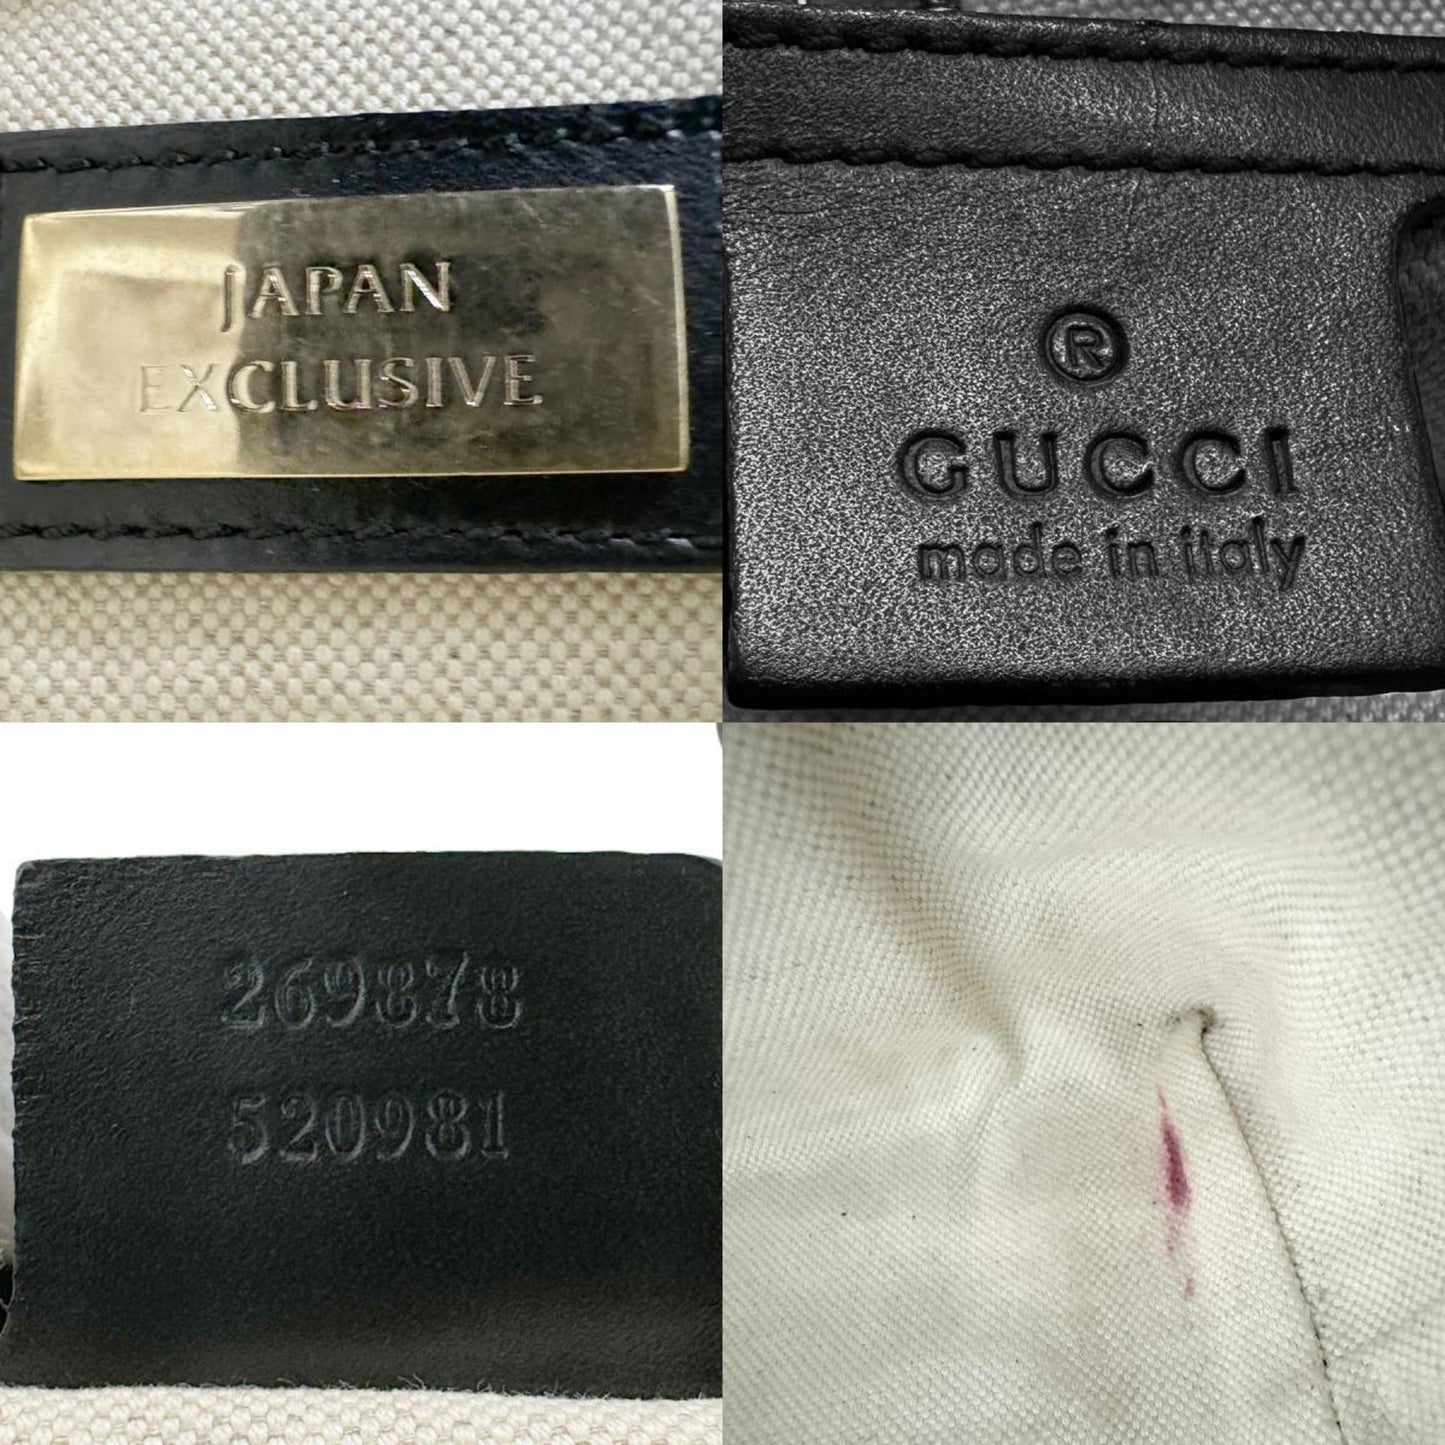 JAPAN
EXCLUSIVE
®
GUCCI
made in italy
269878
520981